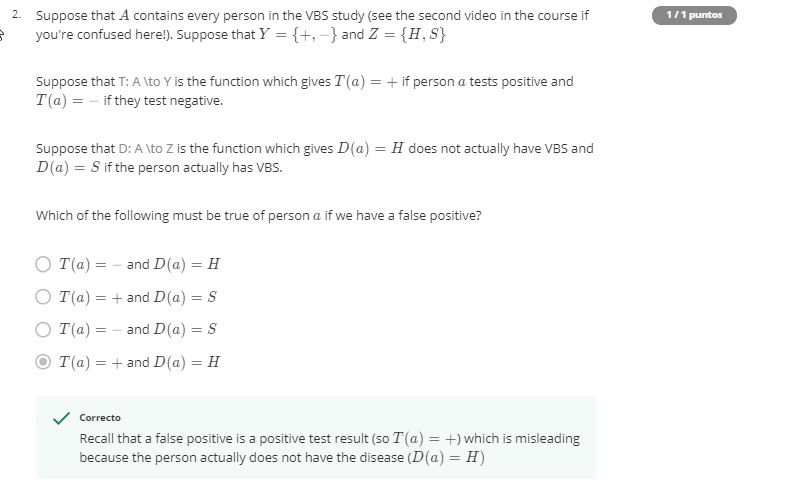 2. Suppose that A contains every person in the VBS study (see the second video in the course if
1 / 1 puntos
you're confused here!). Suppose that Y = {+, −} and Z = {H, S}
Suppose that T: A \to Y is the function which gives T(a) = + if person a tests positive and
T(a) = − if they test negative.
Suppose that D: A \to Z is the function which gives D(a) = H does not actually have VBS and
D(a) = S if the person actually has VBS.
Which of the following must be true of person a if we have a false positive?
T(a) = − and D(a) = H
T(a) = + and D(a) = S
T(a) = − and D(a) = S
T(a) = + and D(a) = H
Correcto
Recall that a false positive is a positive test result (so T(a) = +) which is misleading
because the person actually does not have the disease (D(a) = H)